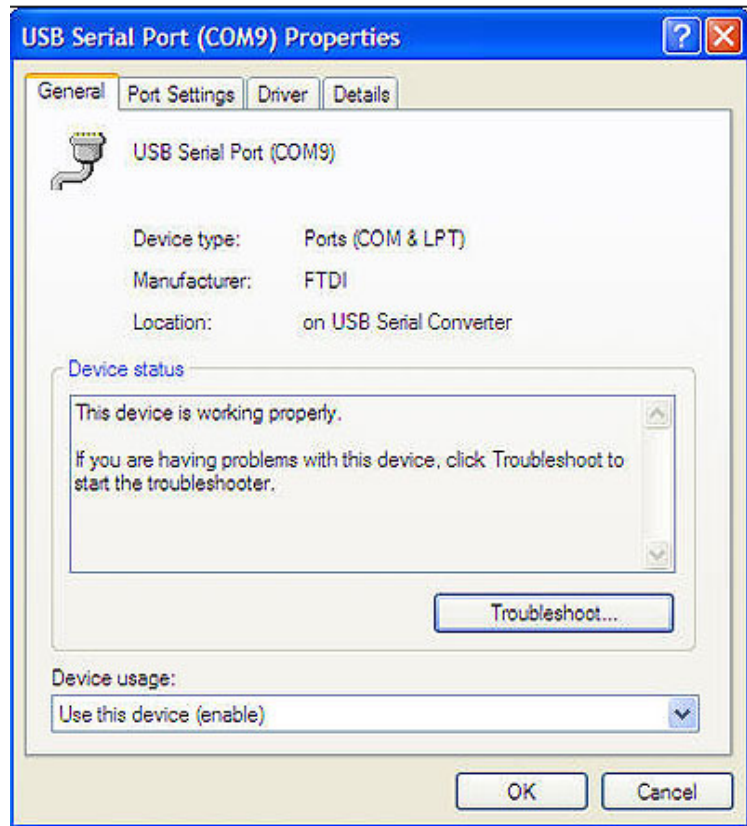 USB Serial Port (COM9) Properties
General Port Settings Driver Details
USB Serial Port (COM9)
Device type: Ports (COM & LPT)
Manufacturer: FTDI
Location: on USB Serial Converter
Device status
This device is working properly.
If you are having problems with this device, click Troubleshoot to
start the troubleshooter.
Troubleshoot...
Device usage:
Use this device (enable)
OK Cancel